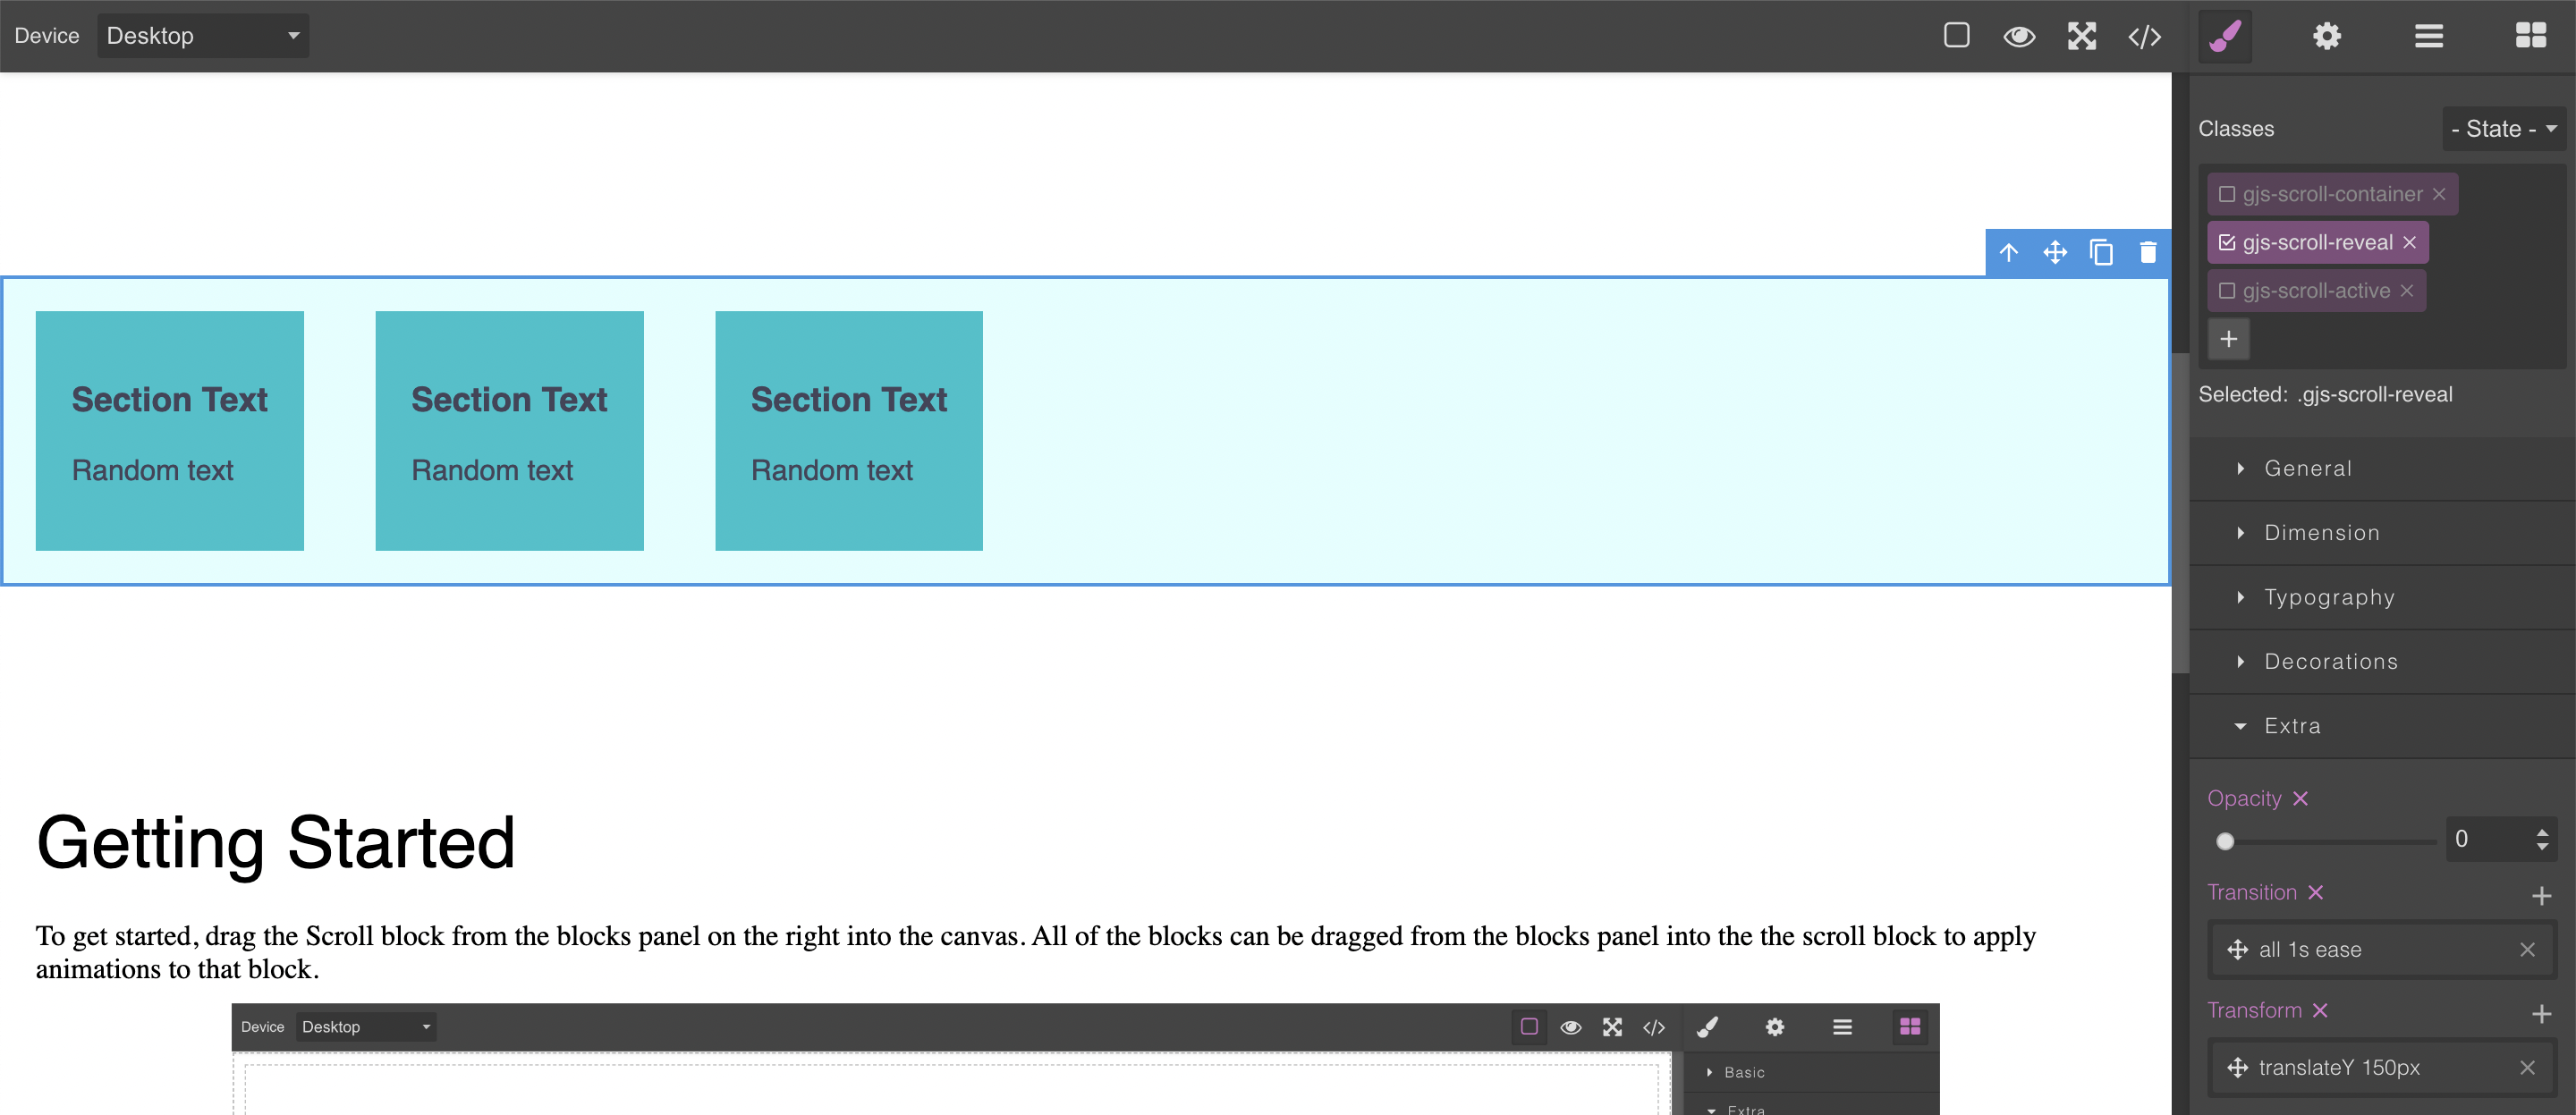 Device Desktop
Classes - State -
gjs-scroll-container
gjs-scroll-reveal
gjs-scroll-active
Selected: .gjs-scroll-reveal
General
Dimension
Typography
Decorations
Extra
Opacity
0
Transition
all 1s ease
Transform
translateY 150px
Section Text
Random text
Section Text
Random text
Section Text
Random text
Getting Started
To get started, drag the Scroll block from the blocks panel on the right into the canvas. All of the blocks can be dragged from the blocks panel into the the scroll block to apply
animations to that block.
Device Desktop
Basic
Extra